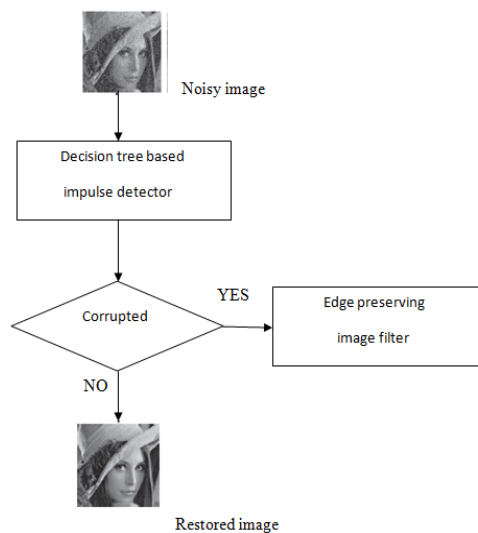 Noisy image
Decision tree based
impulse detector
Corrupted
YES
Edge preserving
image filter
NO
Restored image